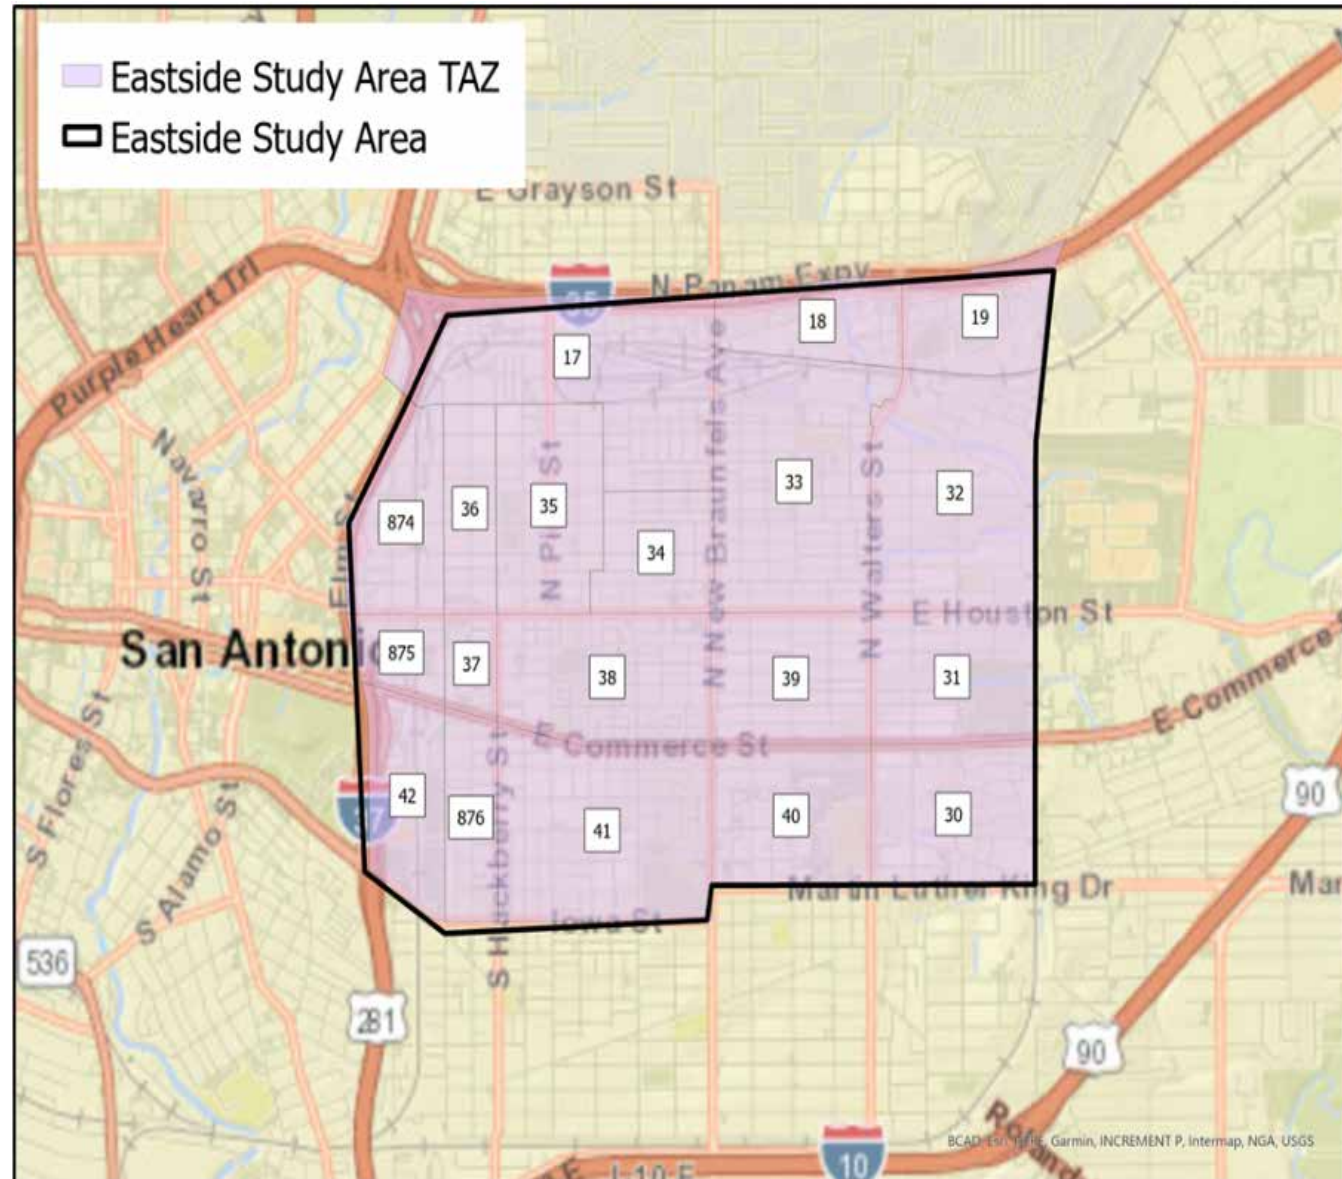 Eastside Study Area TAZ
Eastside Study Area
E Grayson St
N Panam Expy
Purple Heart Trl
18
19
17
N New Braunfels Ave
Navarro St
N Walters St
33
32
36
35
874
34
Elm St
E Houston St
San Antonio
875
37
38
39
31
E Commerce
E Commerce St
S Flores St
S Hackberry St
42
876
41
40
30
90
S Alamo St
Martin Luther King Dr
Mar
Iowa St
536
281
90
BCAD, Esri, HERE, Garmin, INCREMENT P, Intermap, NGA, USGS
10
I-10 E